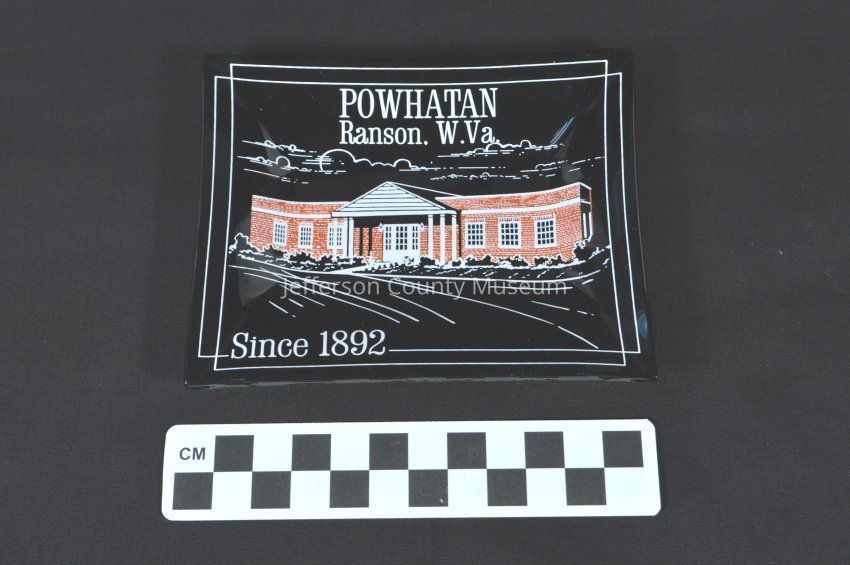 POWHATAN
Ranson, W.Va.
Jefferson County Museum
Since 1892
CM